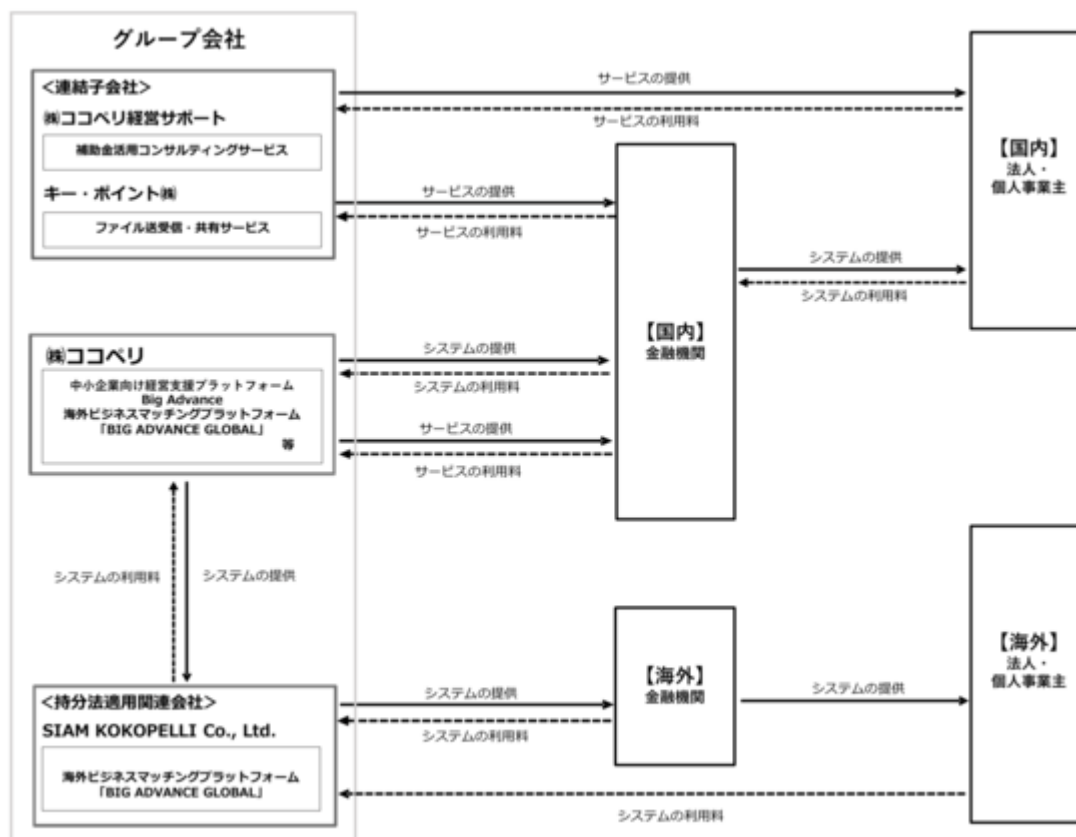 グループ会社
<連結子会社>
㈱ココペリ経営サポート
補助金活用コンサルティングサービス
キー・ポイント㈱
ファイル送受信・共有サービス
サービスの提供
サービスの利用料
サービスの提供
サービスの利用料
【国内】
法人・
個人事業主
システムの提供
システムの利用料
【国内】
金融機関
㈱ココペリ
中小企業向け経営支援プラットフォーム
Big Advance
海外ビジネスマッチングプラットフォーム
「BIG ADVANCE GLOBAL」
等
システムの提供
システムの利用料
サービスの提供
サービスの利用料
システムの利用料
システムの提供
<持分法適用関連会社>
SIAM KOKOPELLI Co., Ltd.
海外ビジネスマッチングプラットフォーム
「BIG ADVANCE GLOBAL」
システムの提供
システムの利用料
【海外】
金融機関
システムの提供
【海外】
法人・
個人事業主
システムの利用料